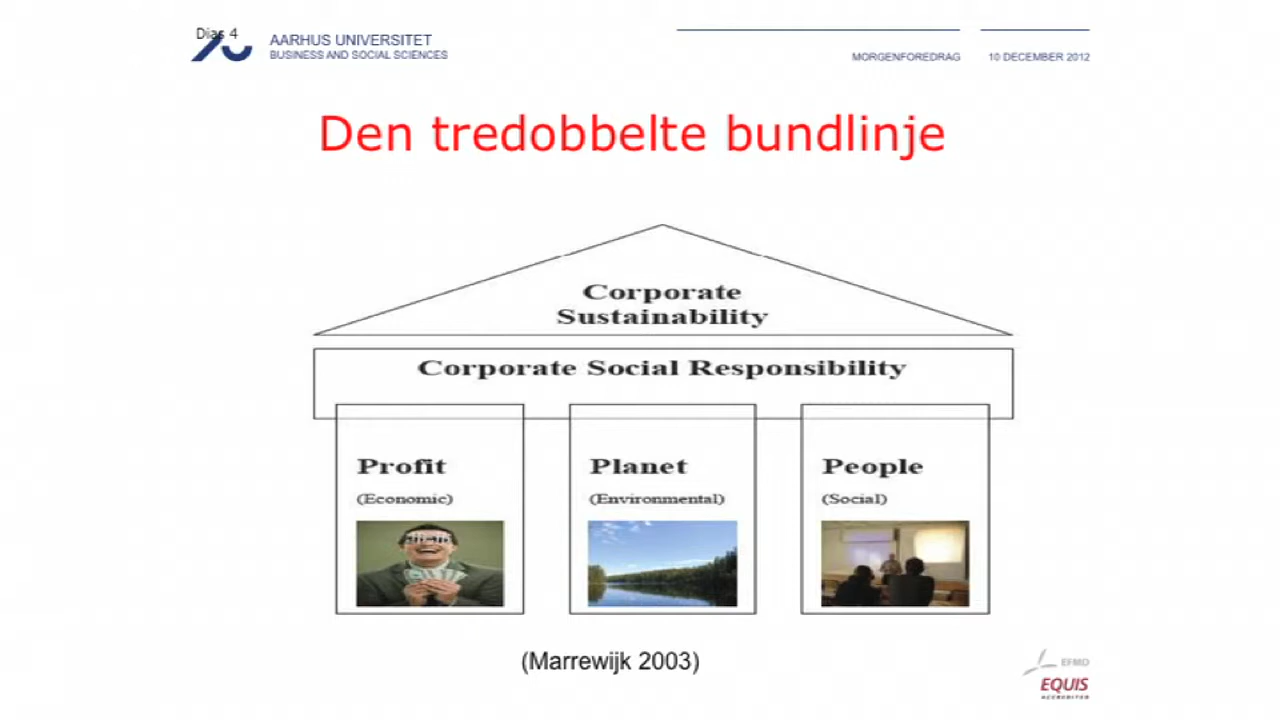 Dias 4
AARHUS UNIVERSITET
BUSINESS AND SOCIAL SCIENCES
MORGENFOREDRAG
10 DECEMBER 2012
Den tredobbelte bundlinje
Corporate
Sustainability
Corporate Social Responsibility
Profit
(Economic)
Planet
(Environmental)
People
(Social)
(Marrewijk 2003)
EFMD
EQUIS
ACCREDITED